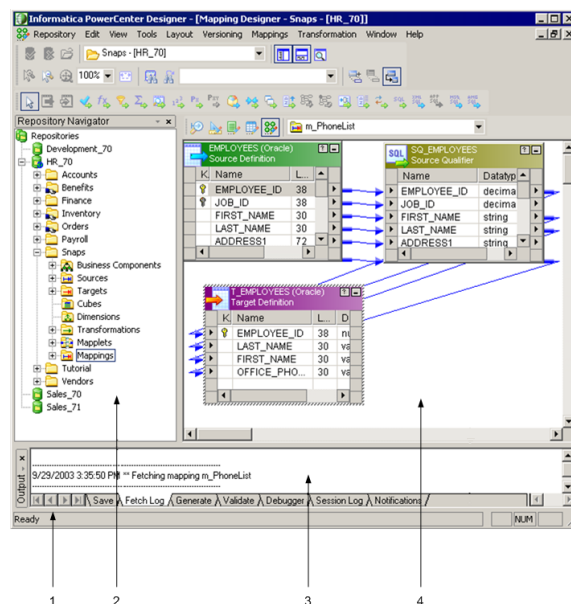 Informatica PowerCenter Designer - [Mapping Designer - Snaps - [HR_70]]
Repository Edit View Tools Layout Versioning Mappings Transformation Window Help
Snaps - [HR_70]
100%
Repository Navigator
m_PhoneList
Repositories
Development_70
HR_70
Accounts
Benefits
Finance
Inventory
Orders
Payroll
Snaps
Business Components
Sources
Targets
Cubes
Dimensions
Transformations
Mapplets
Mappings
Tutorial
Vendors
Sales_70
Sales_71
EMPLOYEES (Oracle)
Source Definition
K Name L...
EMPLOYEE_ID 38
JOB_ID 38
FIRST_NAME 30
LAST_NAME 30
ADDRESS1 72
SQL SQ_EMPLOYEES
Source Qualifier
Name Datatyp
EMPLOYEE_ID decima
JOB_ID decima
FIRST_NAME string
LAST_NAME string
ADDRESS1 string
T_EMPLOYEES (Oracle)
Target Definition
K Name L... D
EMPLOYEE_ID 38 nu
LAST_NAME 30 va
FIRST_NAME 30 va
OFFICE_PHO... 30 va
Output
9/29/2003 3:35:50 PM ** Fetching mapping m_PhoneList
Save Fetch Log Generate Validate Debugger Session Log Notifications
Ready NUM
1 2 3 4